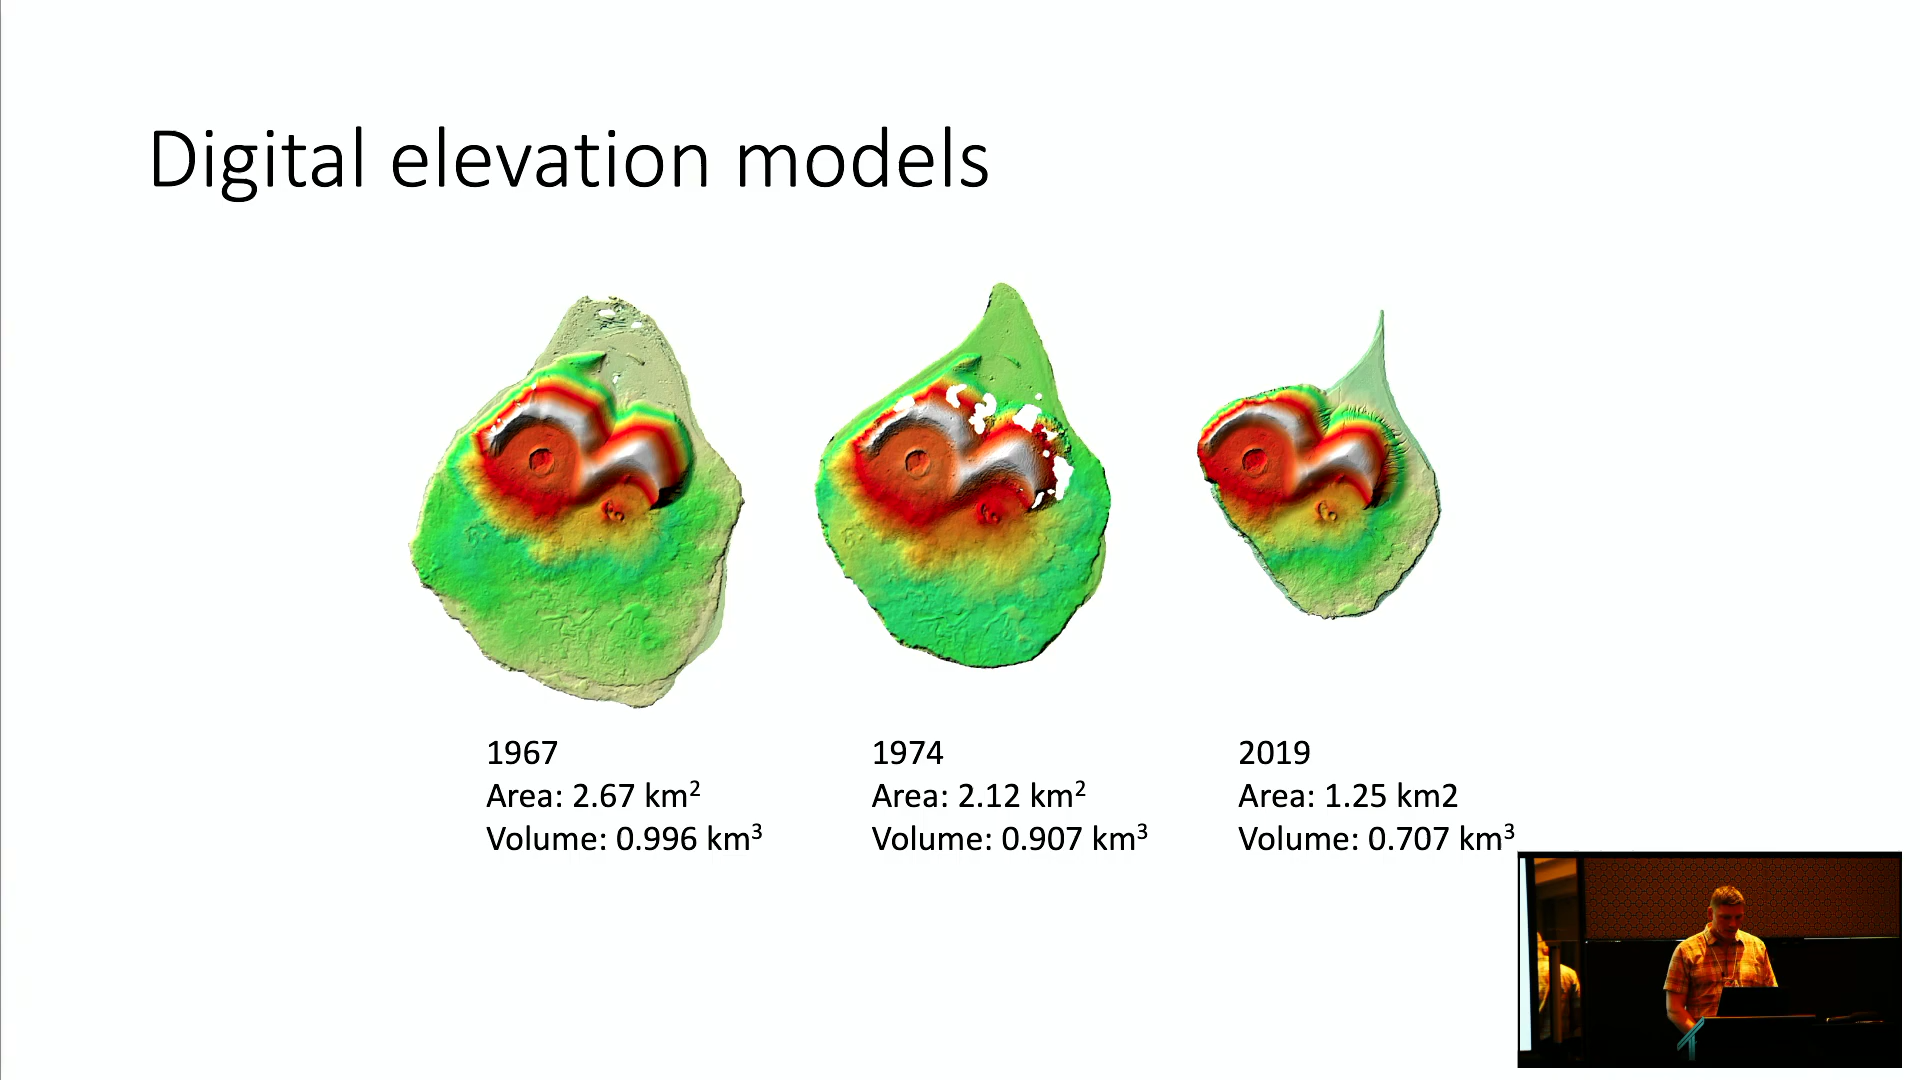 Digital elevation models
1967
Area: 2.67 km²
Volume: 0.996 km³
1974
Area: 2.12 km²
Volume: 0.907 km³
2019
Area: 1.25 km2
Volume: 0.707 km³